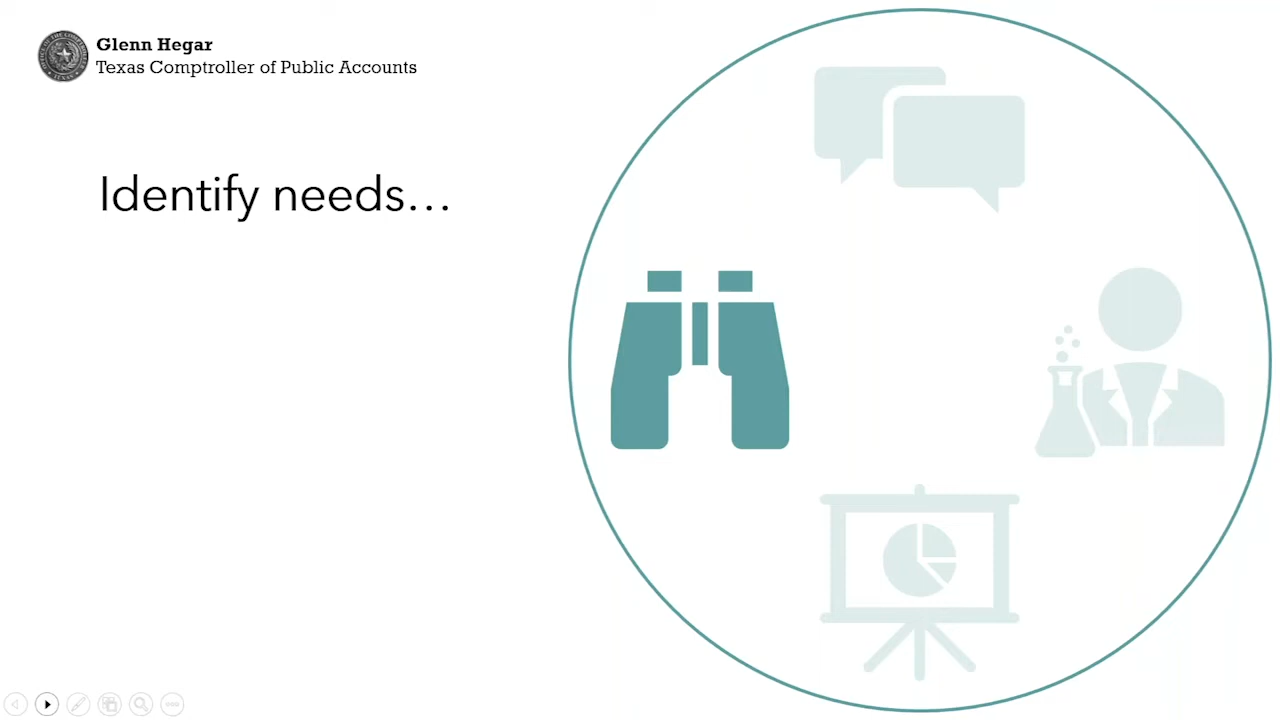 Glenn Hegar
Texas Comptroller of Public Accounts
Identify needs…